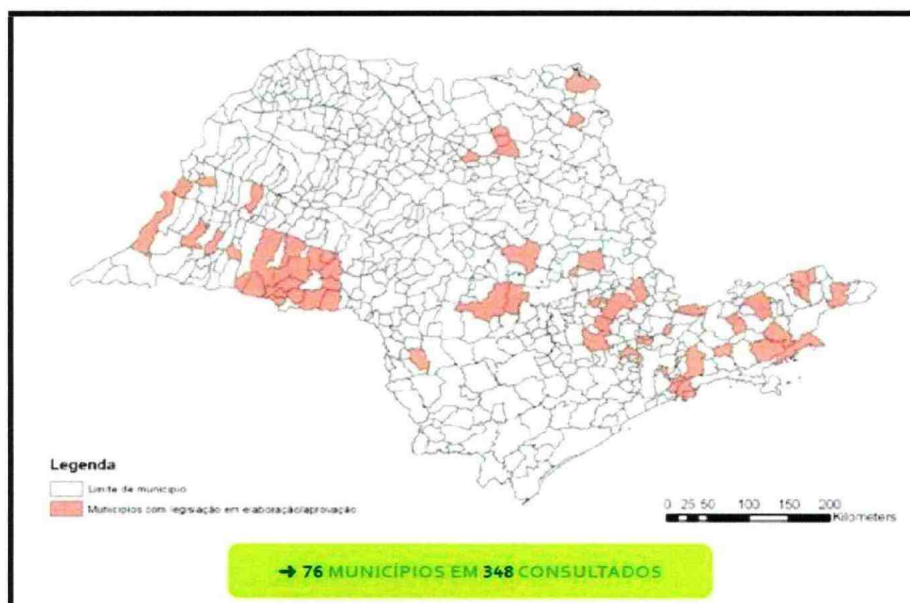 Legenda
Limite de município
Municípios com legislação em elaboração/aprovação
0 25 50 100 150 200
Kilometers
➔ 76 MUNICÍPIOS EM 348 CONSULTADOS